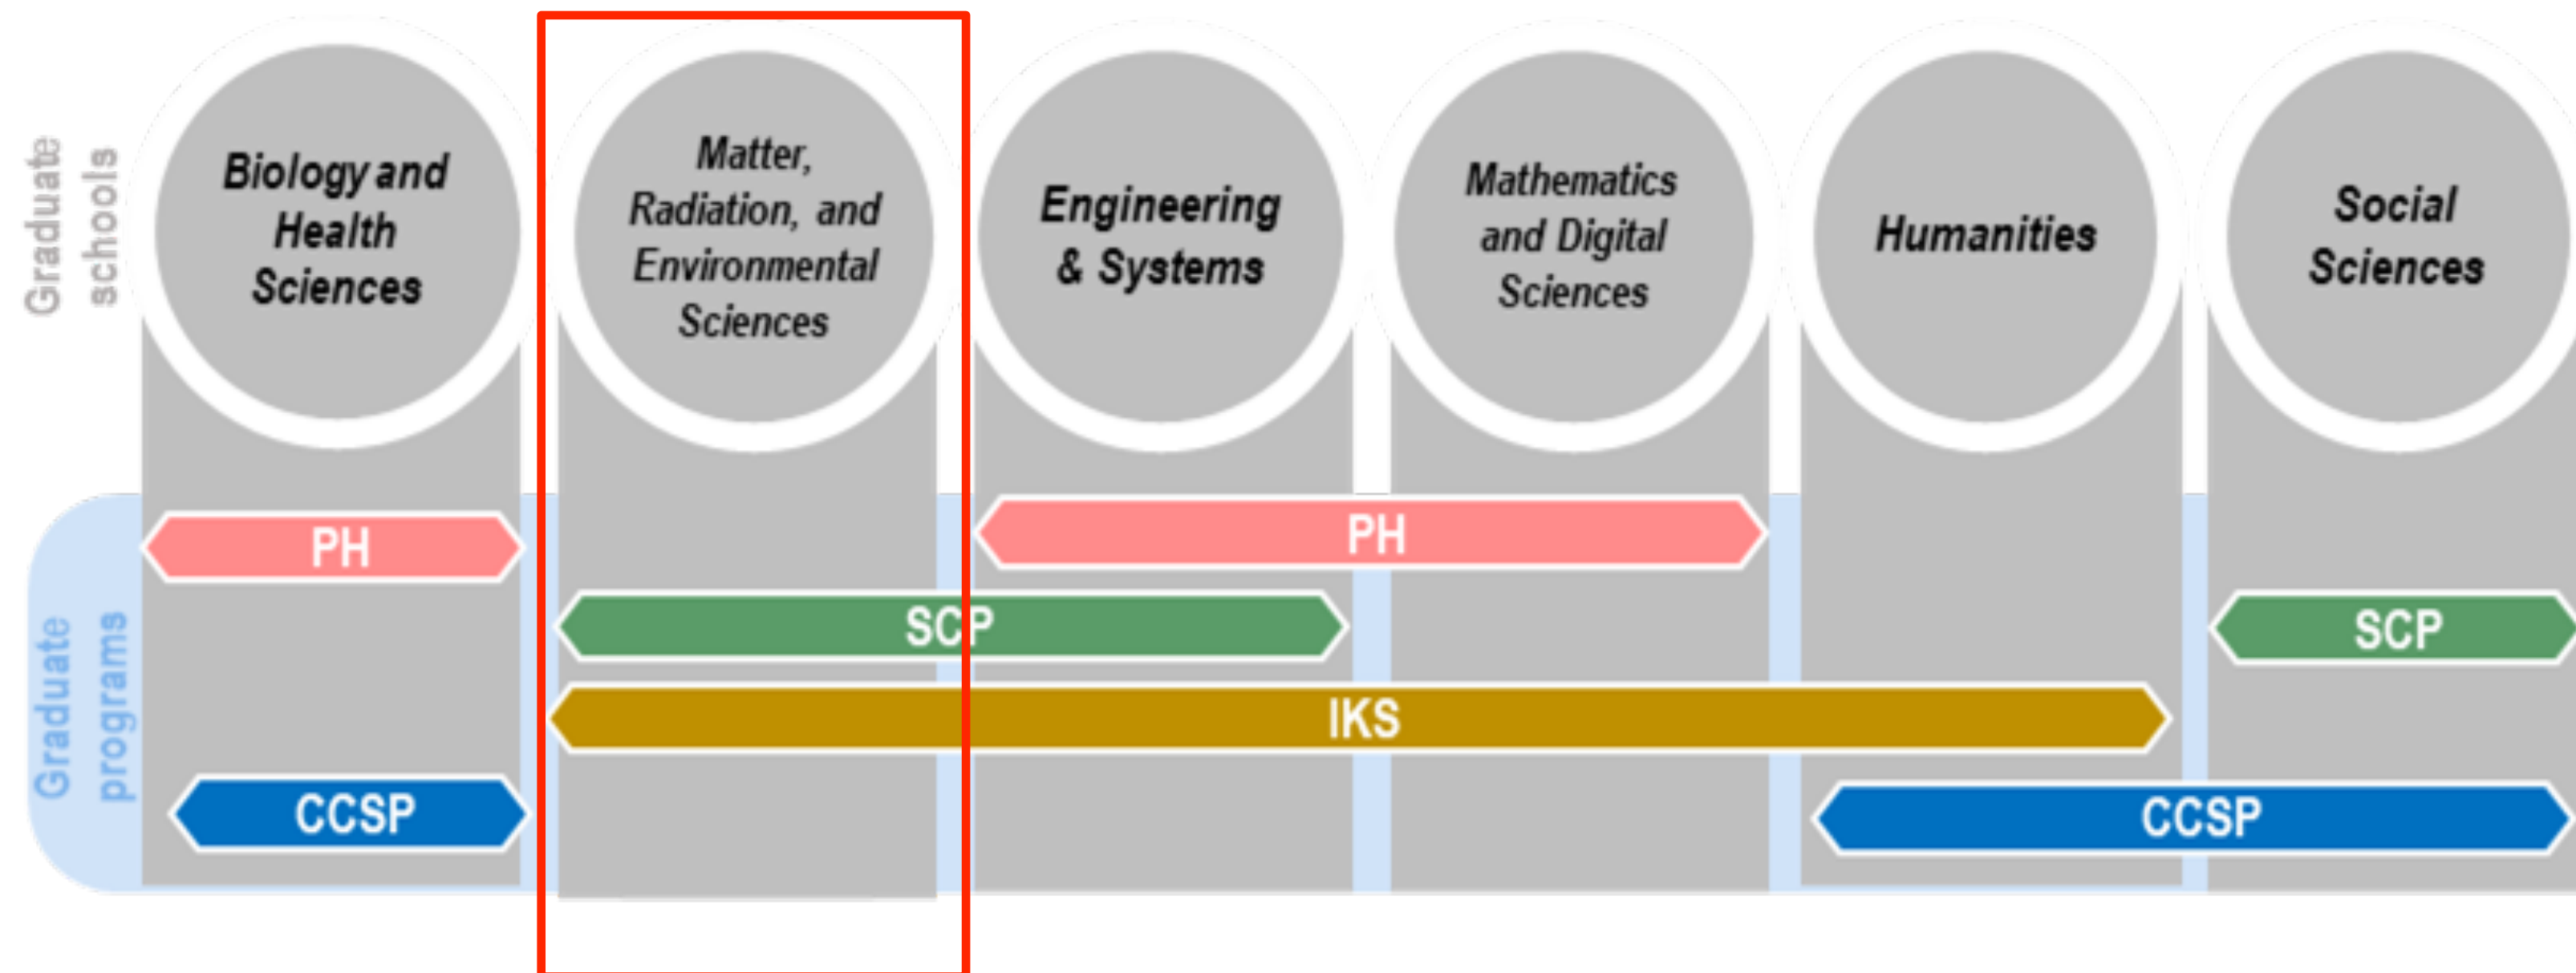 Graduate
schools
Biology and
Health
Sciences
Matter,
Radiation, and
Environmental
Sciences
Engineering
& Systems
Mathematics
and Digital
Sciences
Humanities
Social
Sciences
Graduate
programs
PH
PH
SCP
SCP
IKS
CCSP
CCSP